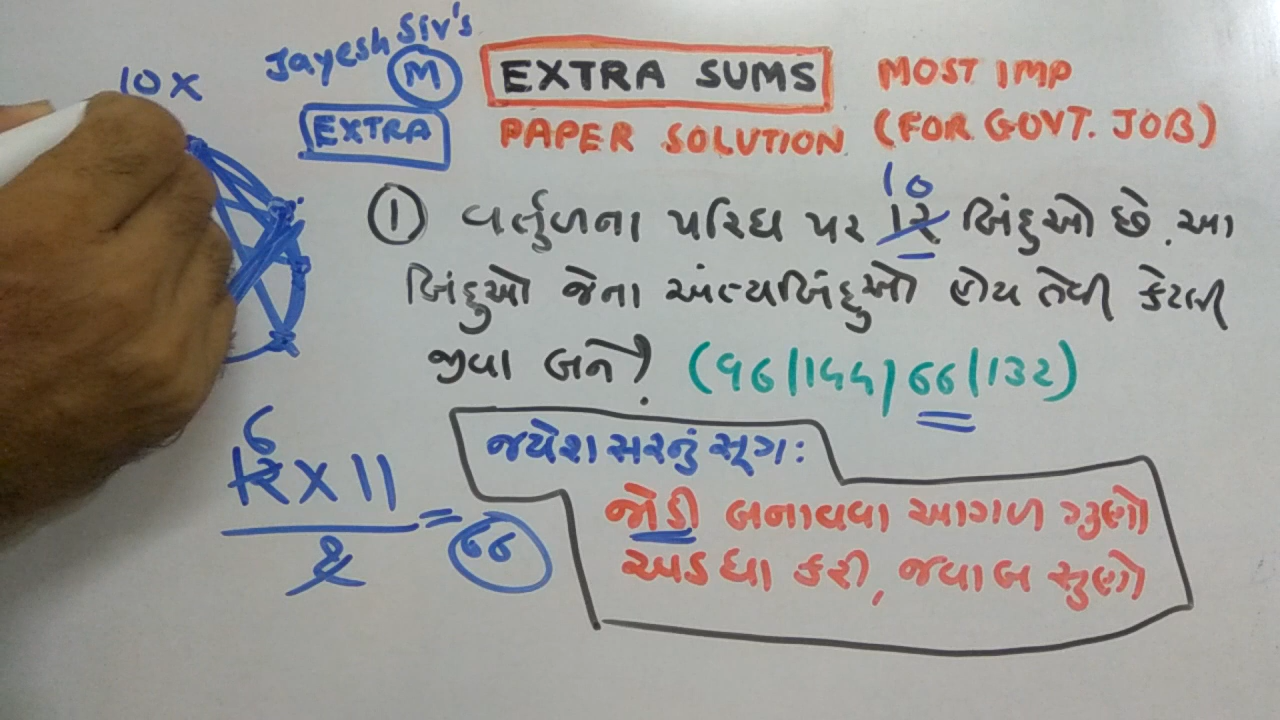 Jayesh Sir's
M
EXTRA
EXTRA SUMS
MOST IMP
PAPER SOLUTION (FOR GOVT. JOB)
10 X
10
① વર્તુળના પરિઘ પર 12 બિંદુઓ છે. આ
બિંદુઓ જેના અંત્યબિંદુઓ હોય તેવી કેટલી
જીવા બને?
(96/144/66/132)
6
12 X 11
2
= 66
જયેશ સરનું સૂત્ર:
જોડી બનાવવા આગળ ગુણો
અડધા કરી, જવાબ સુણો